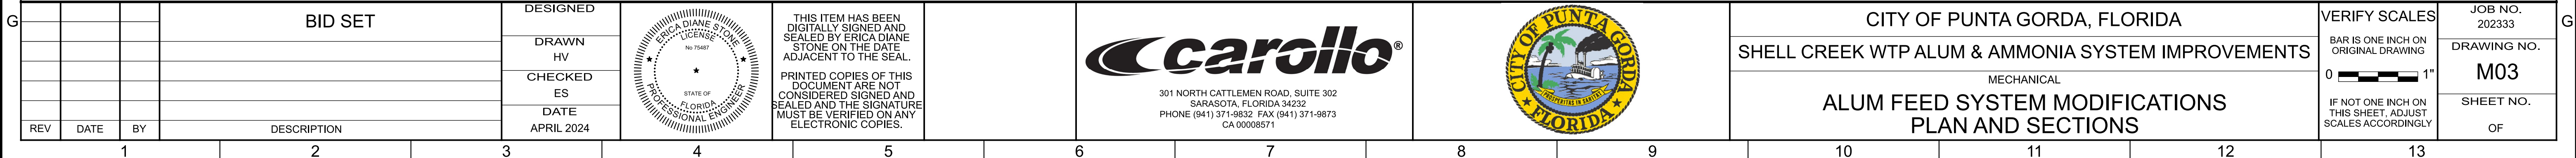 G
BID SET
REV DATE BY DESCRIPTION
DESIGNED
DRAWN
HV
CHECKED
ES
DATE
APRIL 2024
ERICA DIANE STONE
LICENSE
No 75487
STATE OF
FLORIDA
PROFESSIONAL ENGINEER
THIS ITEM HAS BEEN
DIGITALLY SIGNED AND
SEALED BY ERICA DIANE
STONE ON THE DATE
ADJACENT TO THE SEAL.
PRINTED COPIES OF THIS
DOCUMENT ARE NOT
CONSIDERED SIGNED AND
SEALED AND THE SIGNATURE
MUST BE VERIFIED ON ANY
ELECTRONIC COPIES.
carollo®
301 NORTH CATTLEMEN ROAD, SUITE 302
SARASOTA, FLORIDA 34232
PHONE (941) 371-9832 FAX (941) 371-9873
CA 00008571
CITY OF PUNTA GORDA
PROSPERITAS IN SANITAS
FLORIDA
CITY OF PUNTA GORDA, FLORIDA
SHELL CREEK WTP ALUM & AMMONIA SYSTEM IMPROVEMENTS
MECHANICAL
ALUM FEED SYSTEM MODIFICATIONS
PLAN AND SECTIONS
VERIFY SCALES
BAR IS ONE INCH ON
ORIGINAL DRAWING
0 1"
IF NOT ONE INCH ON
THIS SHEET, ADJUST
SCALES ACCORDINGLY
JOB NO.
202333
DRAWING NO.
M03
SHEET NO.
OF
G
1 2 3 4 5 6 7 8 9 10 11 12 13